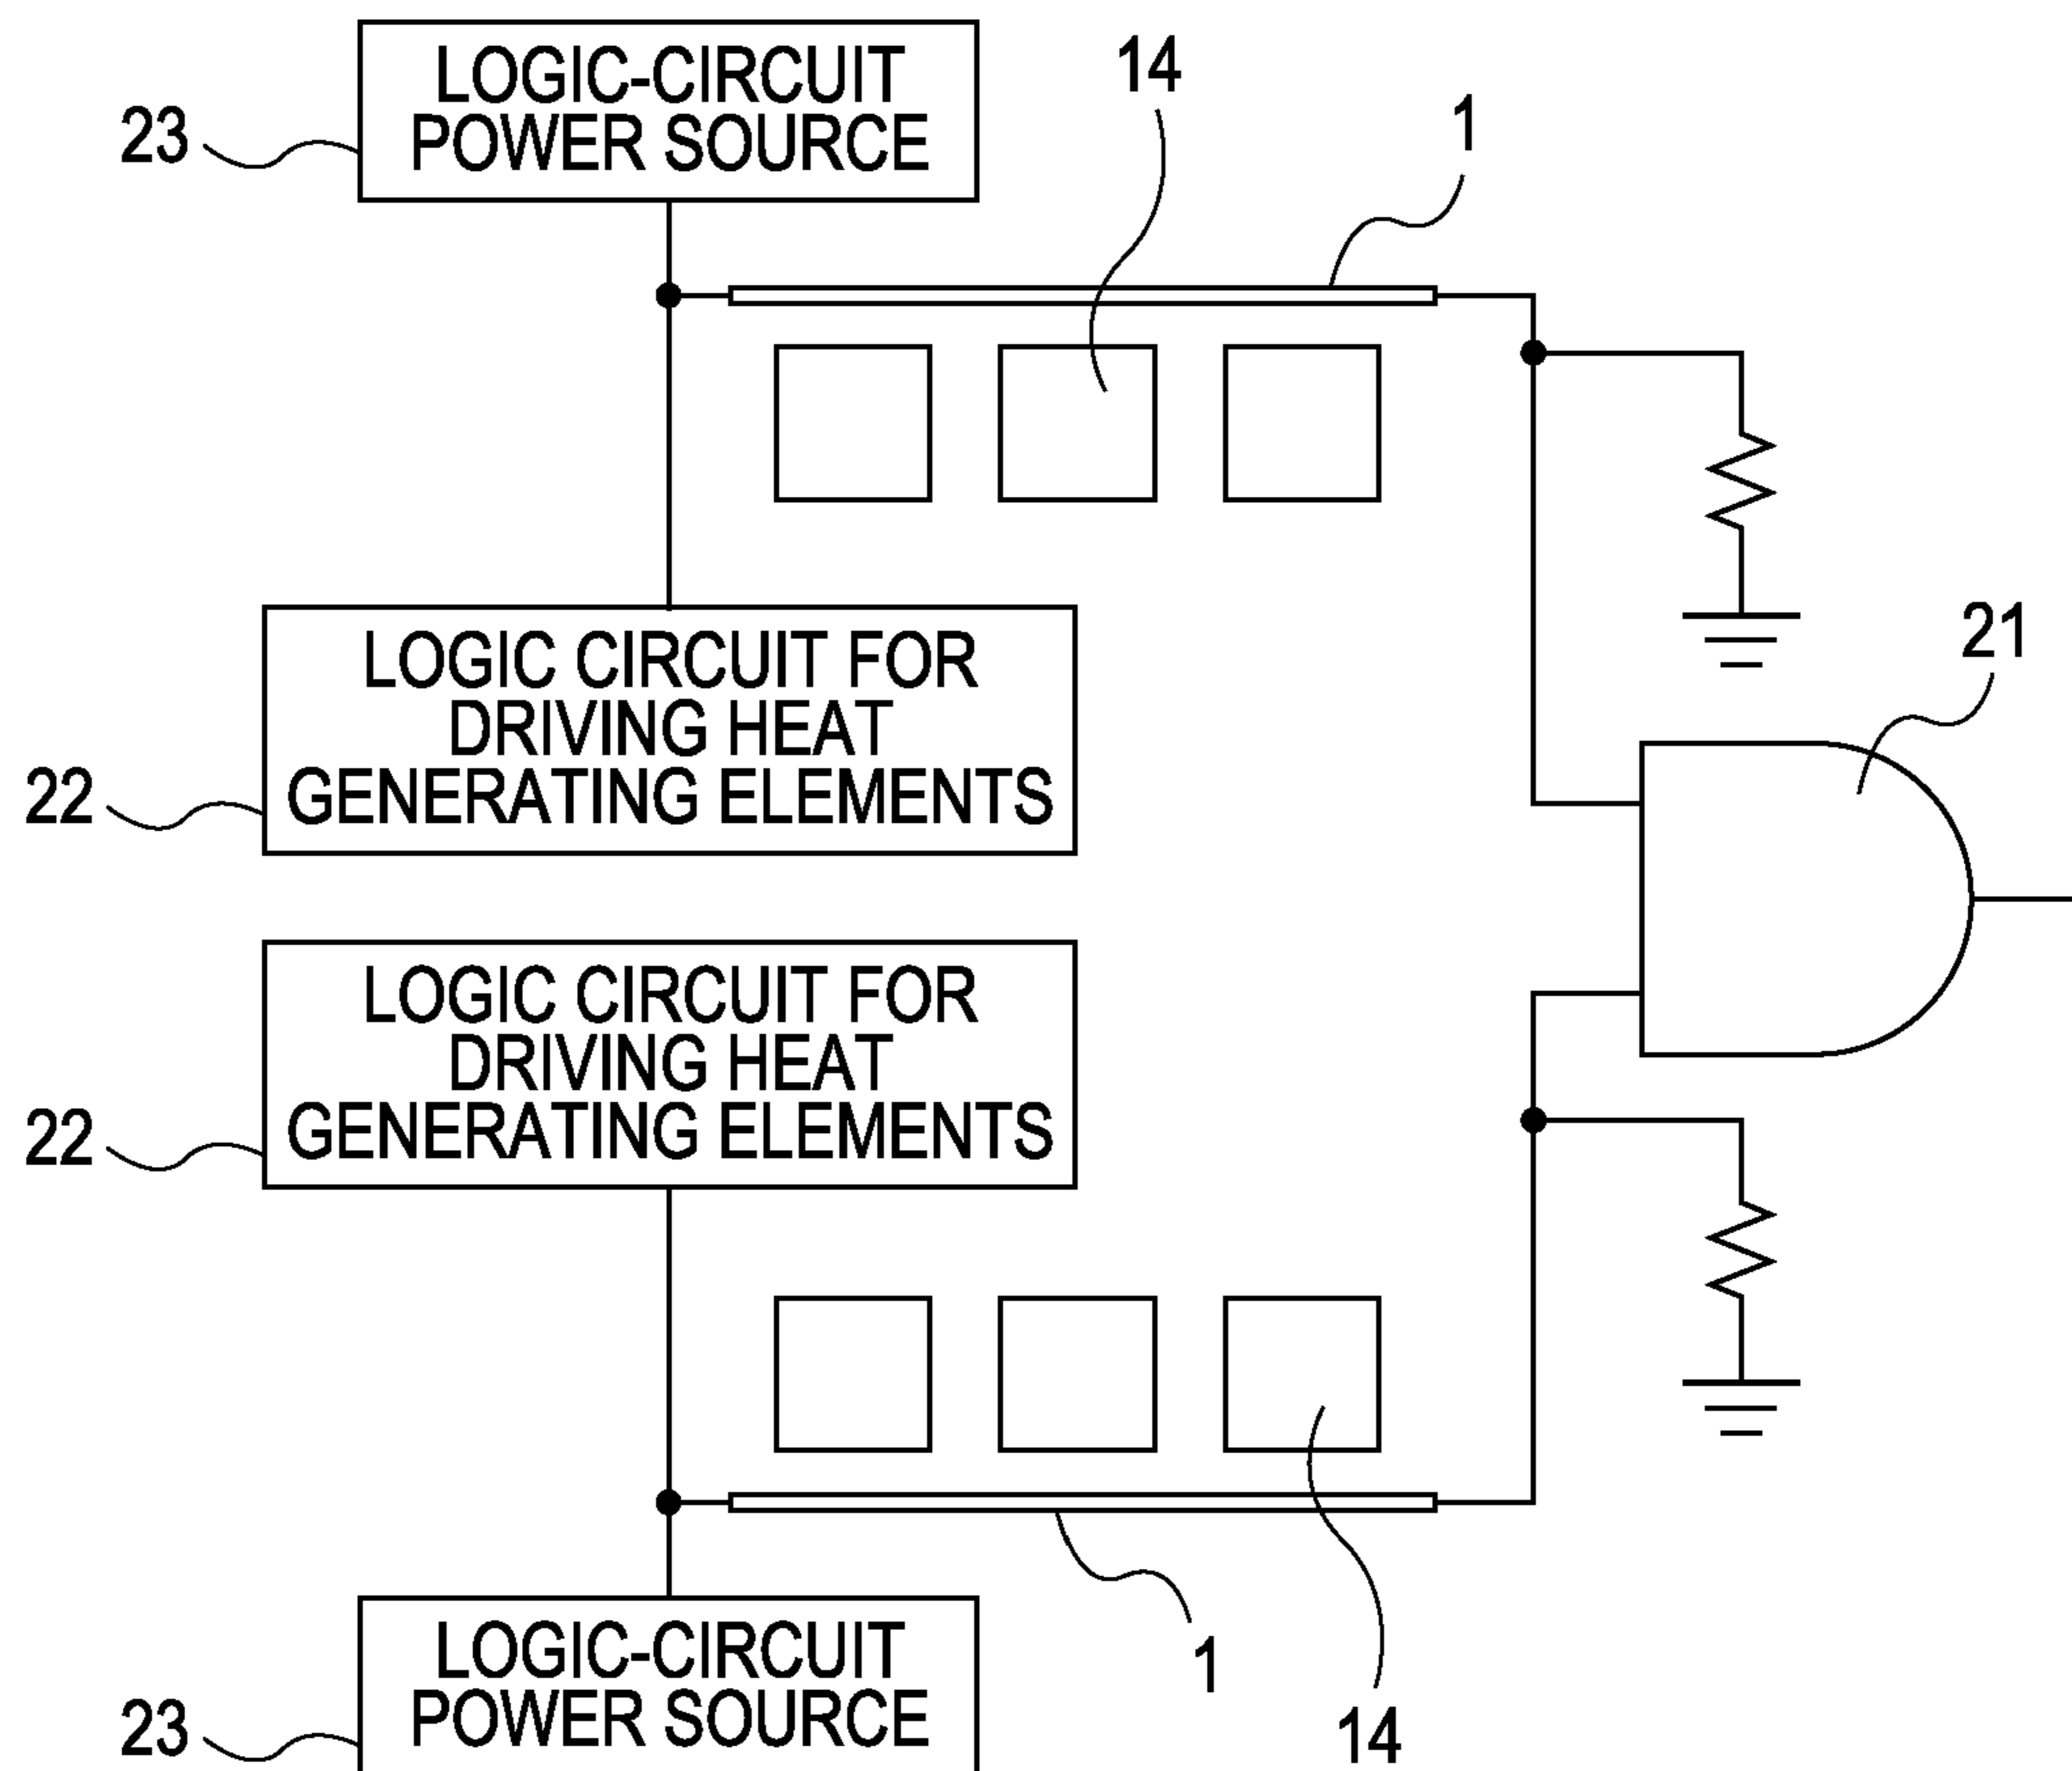 LOGIC-CIRCUIT
POWER SOURCE
23
14
1
LOGIC CIRCUIT FOR
DRIVING HEAT
GENERATING ELEMENTS
22
21
LOGIC CIRCUIT FOR
DRIVING HEAT
GENERATING ELEMENTS
22
1
14
LOGIC-CIRCUIT
POWER SOURCE
23